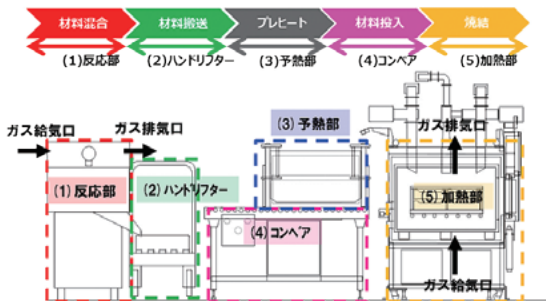 材料混合
材料搬送
プレヒート
材料投入
焼結
(1)反応部
(2)ハンドリフター
(3)予熱部
(4)コンベア
(5)加熱部
ガス給気口
ガス排気口
ガス排気口
(3) 予熱部
(1) 反応部
(2) ハンドリフター
(5) 加熱部
(4) コンベア
ガス給気口